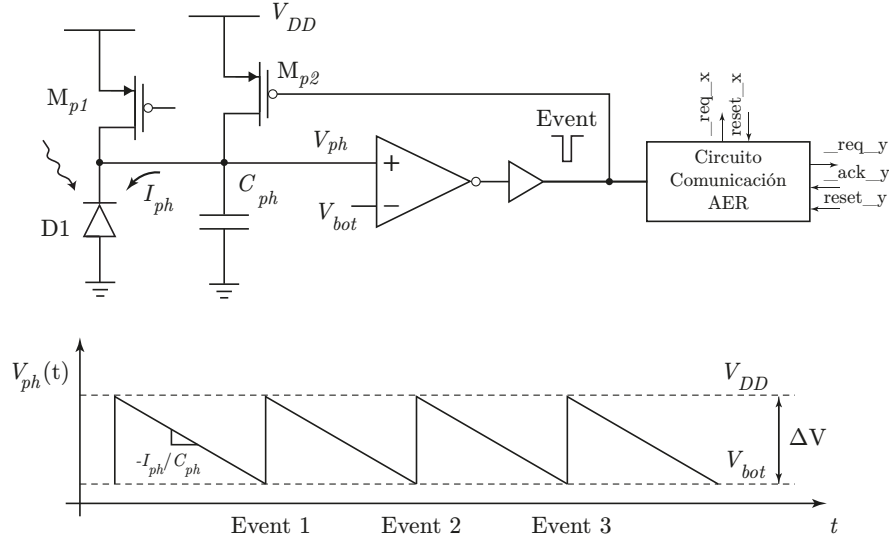 V_DD
M_p1
M_p2
_req_x
reset_x
Event
V_ph
+
Circuito
Comunicación
AER
_req_y
_ack_y
reset_y
I_ph
C_ph
V_bot
−
D1
V_ph(t)
V_DD
-I_ph/C_ph
ΔV
V_bot
Event 1
Event 2
Event 3
t